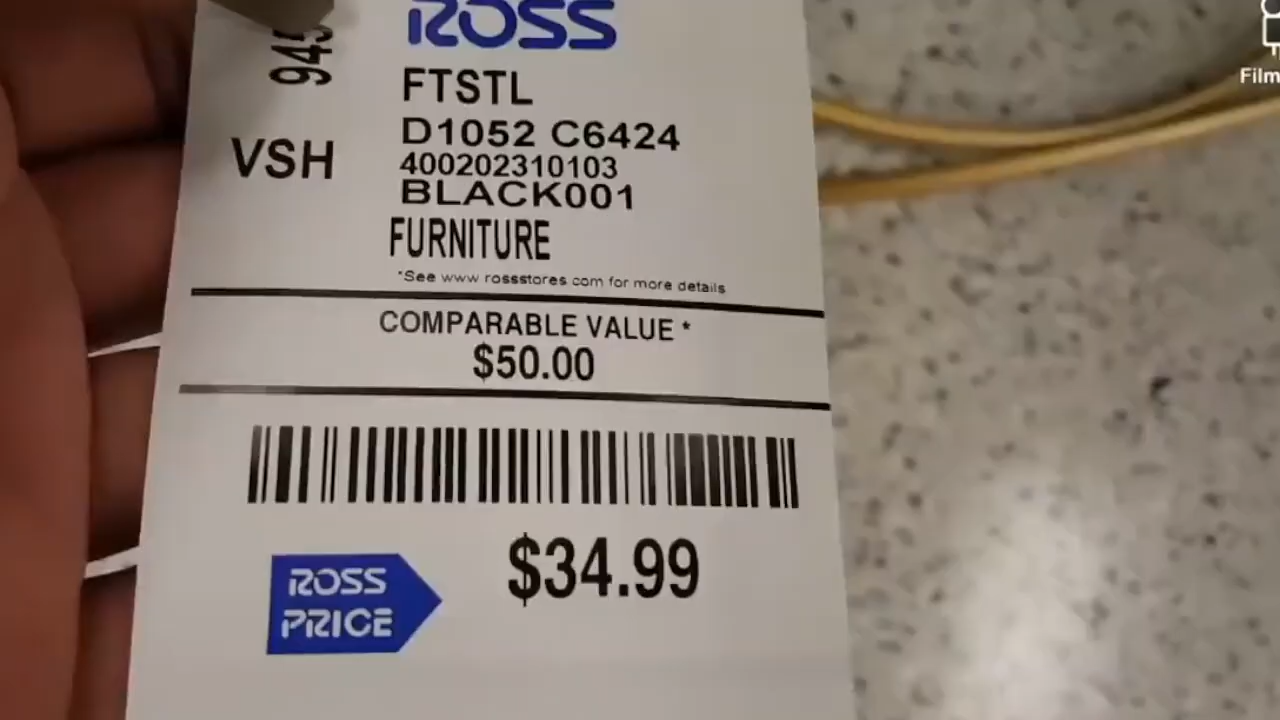 ROSS
FTSTL
D1052 C6424
400202310103
BLACK001
FURNITURE
*See www rossstores com for more details
VSH
COMPARABLE VALUE *
$50.00
ROSS
PRICE
$34.99